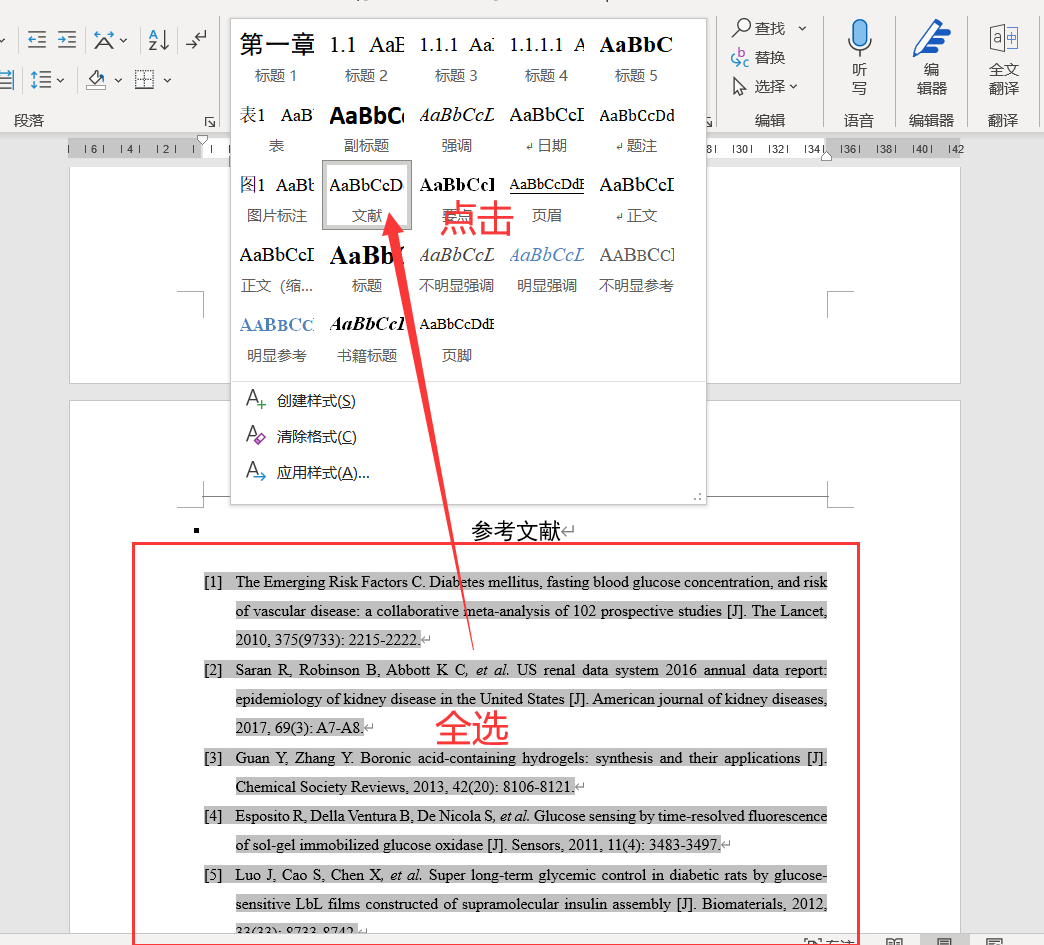 第一章 1.1 AaB 1.1.1 Aa 1.1.1.1 A AaBbC
标题 1 标题 2 标题 3 标题 4 标题 5
表1 AaB AaBbC AaBbCcD AaBbCcI AaBbCcDd
表 副标题 强调 ↲日期 ↲题注
图1 AaBb AaBbCcD AaBbCcI AaBbCcDdE AaBbCcI
图片标注 文献 要点 页眉 ↲正文
点击
AaBbCcI AaBb AaBbCcD AaBbCcD AABBCCI
正文（缩... 标题 不明显强调 明显强调 不明显参考
AABBCC AaBbCcI AaBbCcDdE
明显参考 书籍标题 页脚
创建样式(S)
清除格式(C)
应用样式(A)...
段落
查找
替换
选择
编辑
听
写
语音
编
辑器
编辑器
全文
翻译
翻译
6 4 2
30 32 34 36 38 40 42
参考文献↵
[1] The Emerging Risk Factors C. Diabetes mellitus, fasting blood glucose concentration, and risk
of vascular disease: a collaborative meta-analysis of 102 prospective studies [J]. The Lancet,
2010, 375(9733): 2215-2222.↵
[2] Saran R, Robinson B, Abbott K C, et al. US renal data system 2016 annual data report:
epidemiology of kidney disease in the United States [J]. American journal of kidney diseases,
2017, 69(3): A7-A8.↵
全选
[3] Guan Y, Zhang Y. Boronic acid-containing hydrogels: synthesis and their applications [J].
Chemical Society Reviews, 2013, 42(20): 8106-8121.↵
[4] Esposito R, Della Ventura B, De Nicola S, et al. Glucose sensing by time-resolved fluorescence
of sol-gel immobilized glucose oxidase [J]. Sensors, 2011, 11(4): 3483-3497.↵
[5] Luo J, Cao S, Chen X, et al. Super long-term glycemic control in diabetic rats by glucose-
sensitive LbL films constructed of supramolecular insulin assembly [J]. Biomaterials, 2012,
33(33): 8733-8742.↵